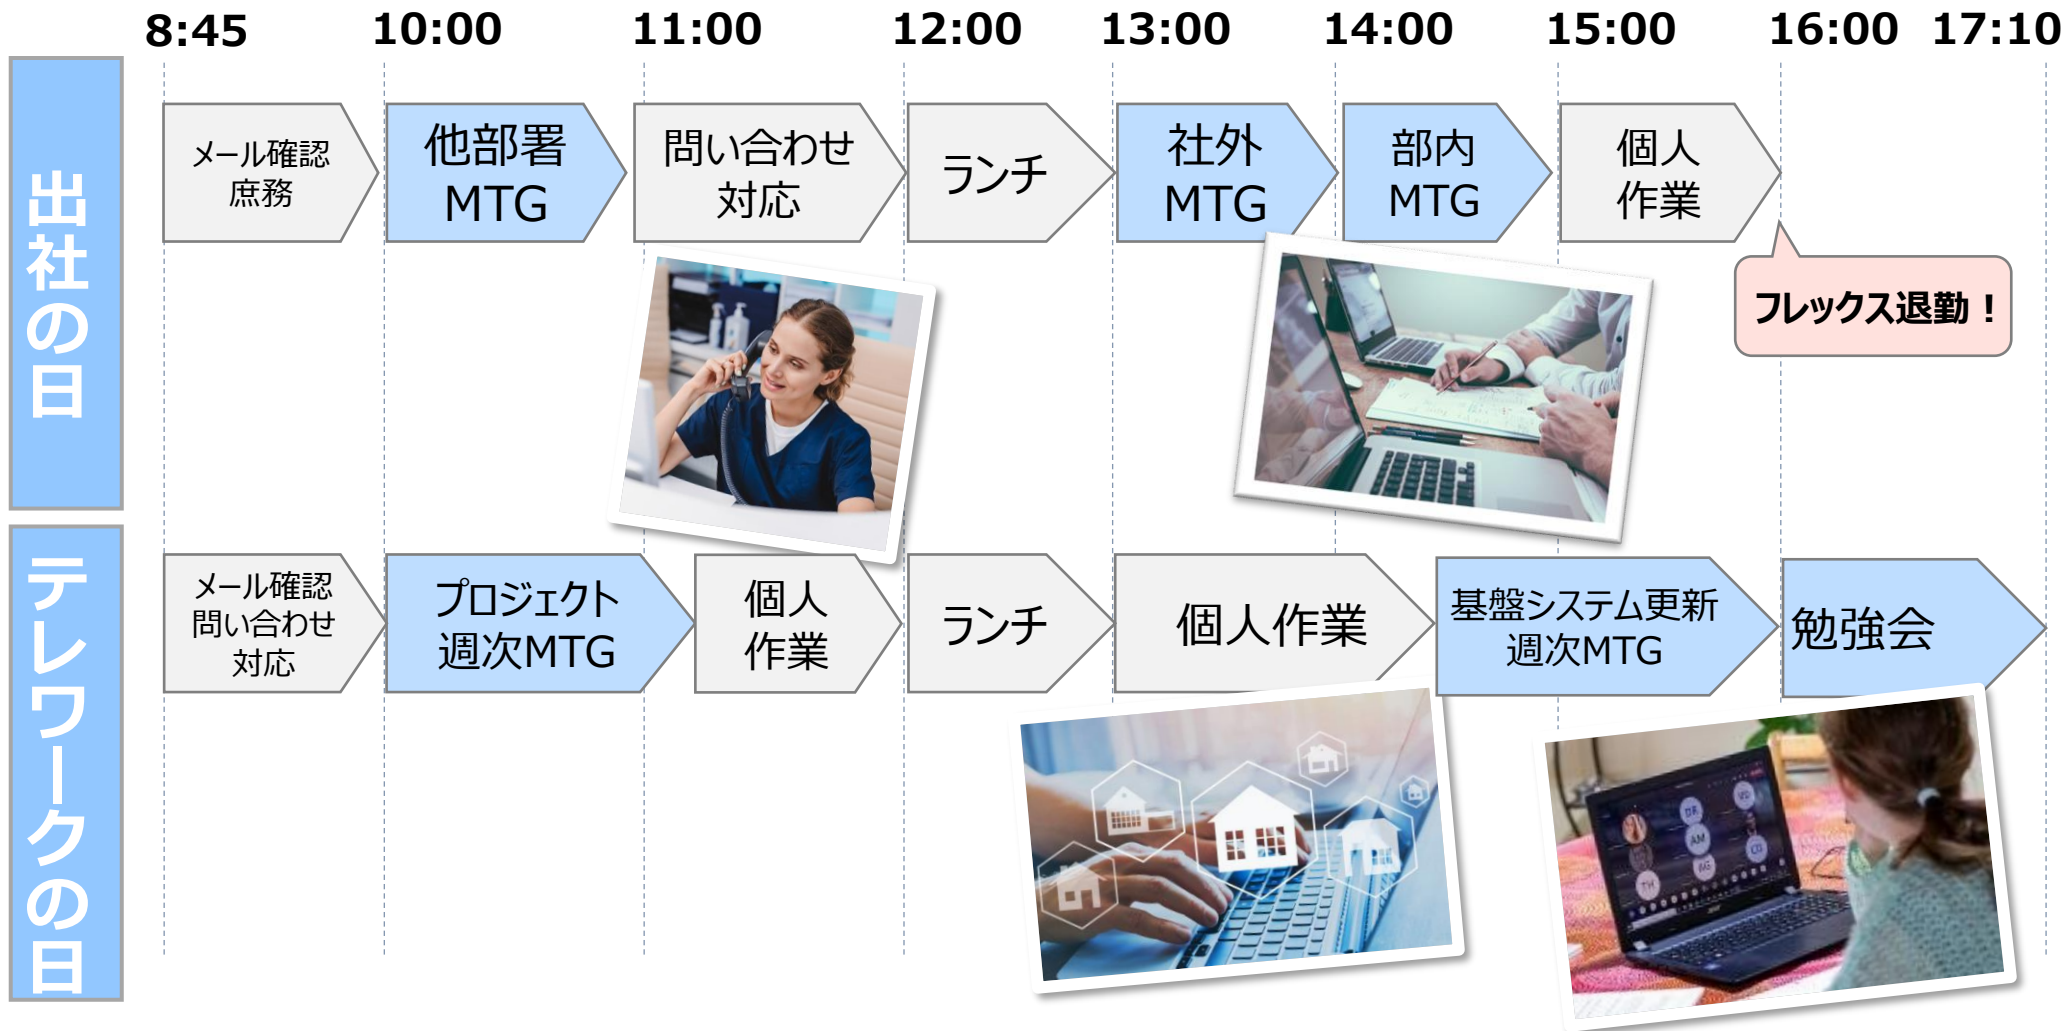 8:45 10:00 11:00 12:00 13:00 14:00 15:00 16:00 17:10
出社の日
メール確認
庶務
他部署
MTG
問い合わせ
対応
ランチ
社外
MTG
部内
MTG
個人
作業
フレックス退勤！
テレワークの日
メール確認
問い合わせ
対応
プロジェクト
週次MTG
個人
作業
ランチ
個人作業
基盤システム更新
週次MTG
勉強会
DR
AM
TH